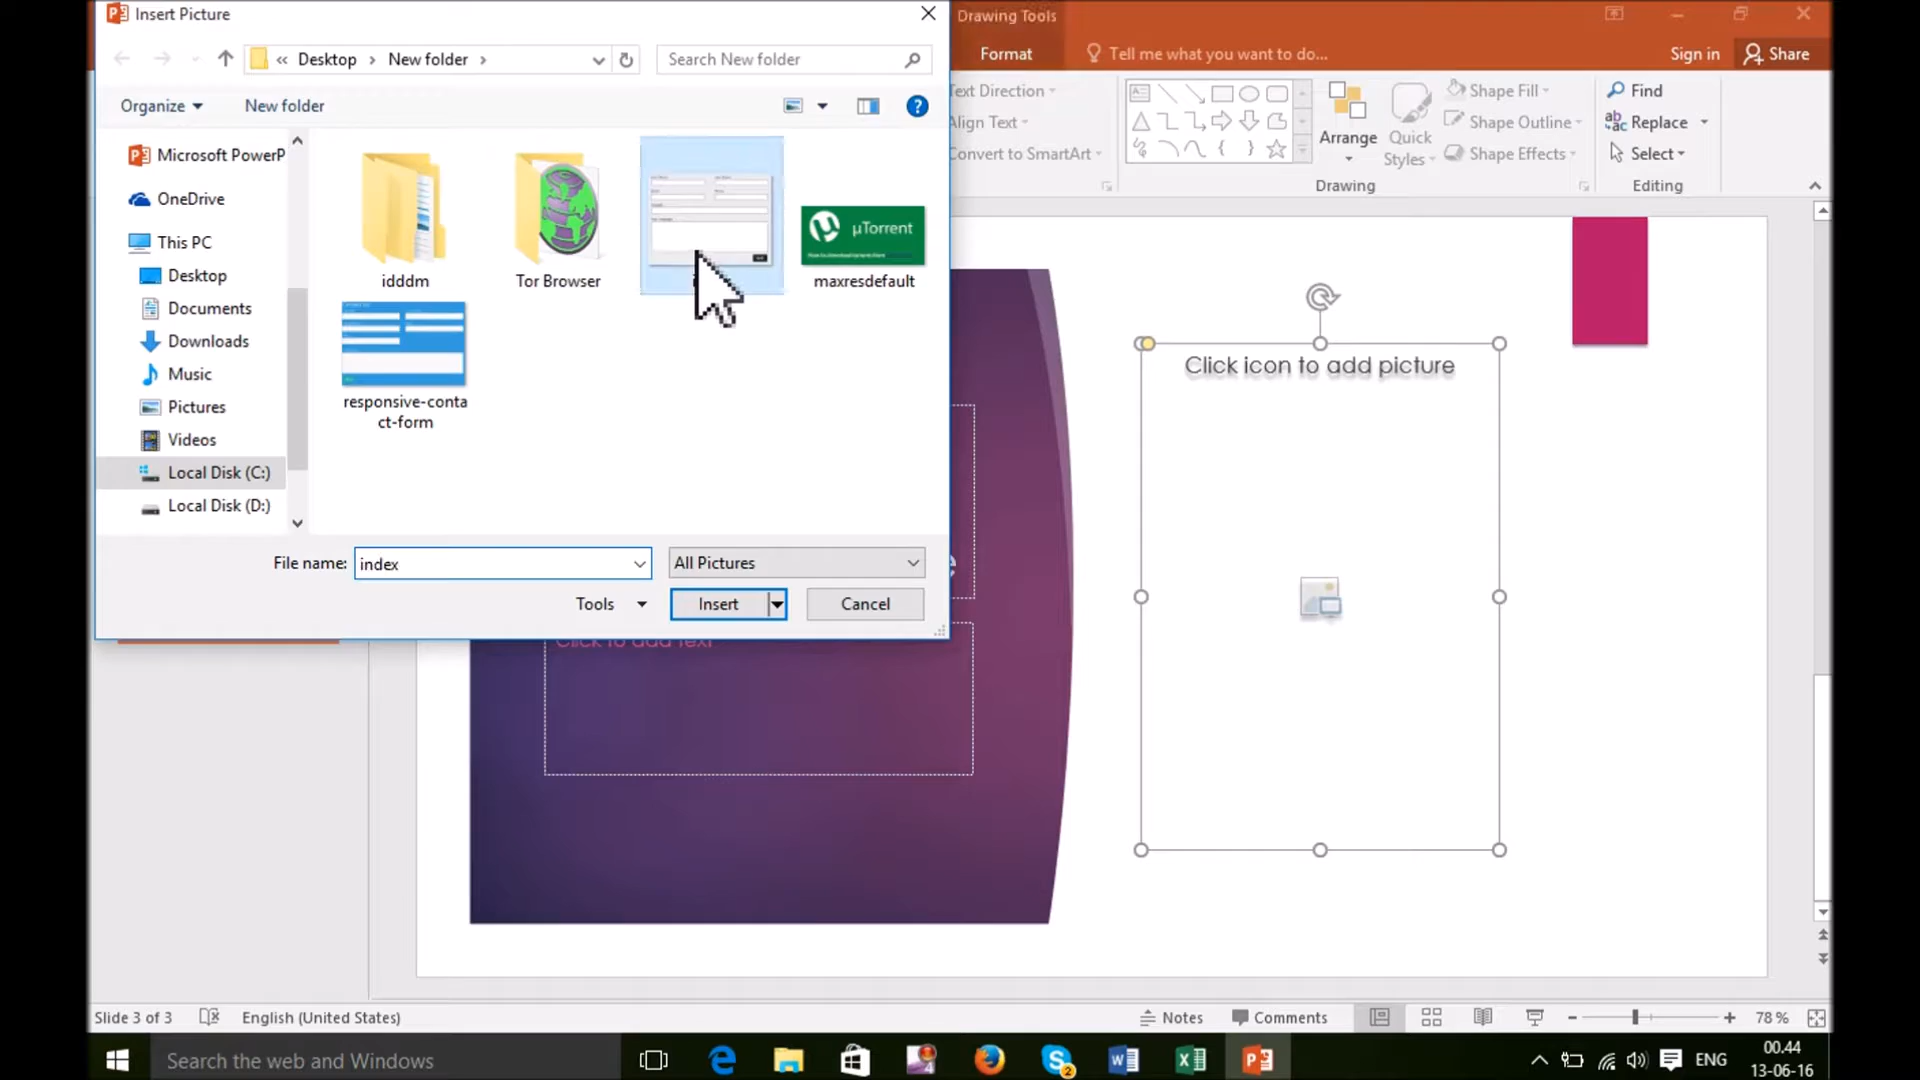 Insert Picture
Drawing Tools
Format
Tell me what you want to do...
Sign in
Share
« Desktop › New folder ›
Search New folder
Organize
New folder
Text Direction
Align Text
Convert to SmartArt
Arrange
Quick
Styles
Shape Fill
Shape Outline
Shape Effects
Drawing
Find
Replace
Select
Editing
Microsoft PowerP
OneDrive
This PC
Desktop
Documents
Downloads
Music
Pictures
Videos
Local Disk (C:)
Local Disk (D:)
idddm
Tor Browser
µTorrent
maxresdefault
responsive-conta
ct-form
File name:
index
All Pictures
Tools
Insert
Cancel
Click icon to add picture
Click to add text
Slide 3 of 3
English (United States)
Notes
Comments
78 %
Search the web and Windows
2
ENG
00.44
13-06-16